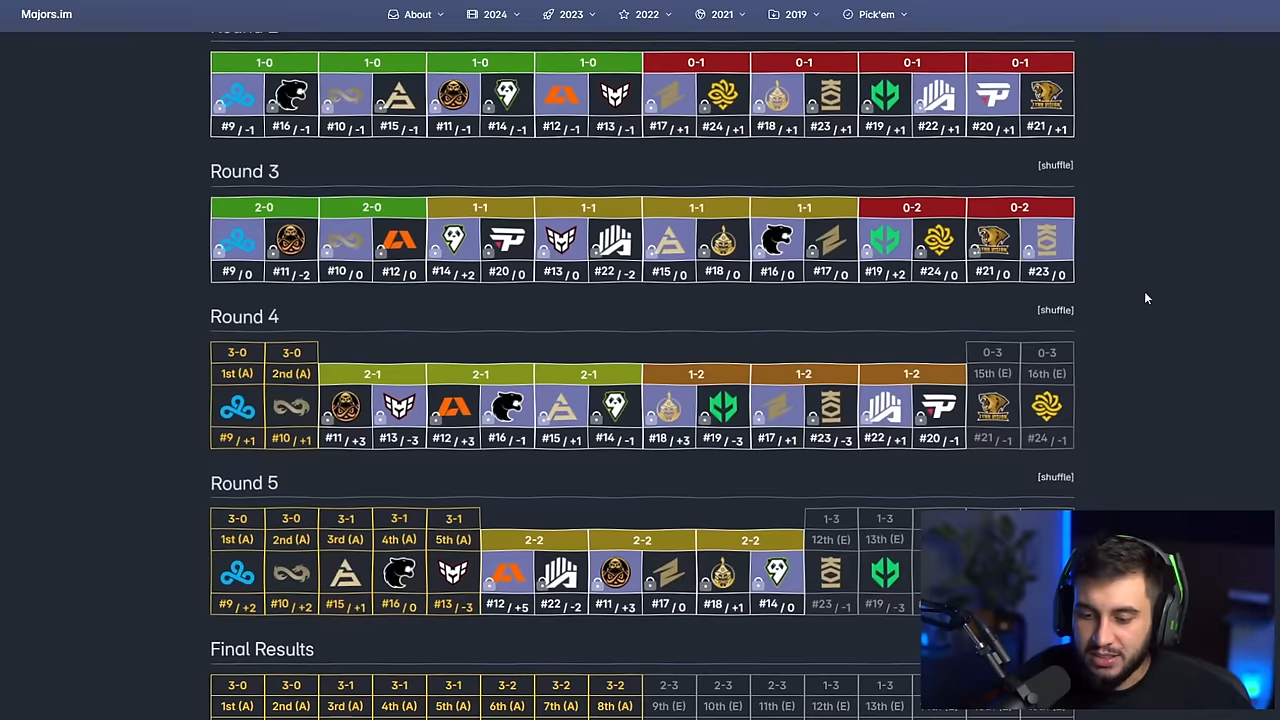 Majors.im
About 2024 2023 2022 2021 2019 Pick'em
1-0 1-0 1-0 1-0 0-1 0-1 0-1 0-1
#9 / -1 #16 / -1 #10 / -1 #15 / -1 #11 / -1 #14 / -1 #12 / -1 #13 / -1 #17 / +1 #24 / +1 #18 / +1 #23 / +1 #19 / +1 #22 / +1 #20 / +1 #21 / +1
Round 3 [shuffle]
2-0 2-0 1-1 1-1 1-1 1-1 0-2 0-2
KOI
#9 / 0 #11 / -2 #10 / 0 #12 / 0 #14 / +2 #20 / 0 #13 / 0 #22 / -2 #15 / 0 #18 / 0 #16 / 0 #17 / 0 #19 / +2 #24 / 0 #21 / 0 #23 / 0
Round 4 [shuffle]
3-0 3-0 0-3 0-3
1st (A) 2nd (A) 2-1 2-1 2-1 1-2 1-2 1-2 15th (E) 16th (E)
KOI
#9 / +1 #10 / +1 #11 / +3 #13 / -3 #12 / +3 #16 / -1 #15 / +1 #14 / -1 #18 / +3 #19 / -3 #17 / +1 #23 / -3 #22 / +1 #20 / -1 #21 / -1 #24 / -1
Round 5 [shuffle]
3-0 3-0 3-1 3-1 3-1 1-3 1-3
1st (A) 2nd (A) 3rd (A) 4th (A) 5th (A) 2-2 2-2 2-2 12th (E) 13th (E)
KOI
#9 / +2 #10 / +2 #15 / +1 #16 / 0 #13 / -3 #12 / +5 #22 / -2 #11 / +3 #17 / 0 #18 / +1 #14 / 0 #23 / -1 #19 / -3
Final Results
3-0 3-0 3-1 3-1 3-1 3-2 3-2 3-2 2-3 2-3 2-3 1-3 1-3
1st (A) 2nd (A) 3rd (A) 4th (A) 5th (A) 6th (A) 7th (A) 8th (A) 9th (E) 10th (E) 11th (E) 12th (E) 13th (E)